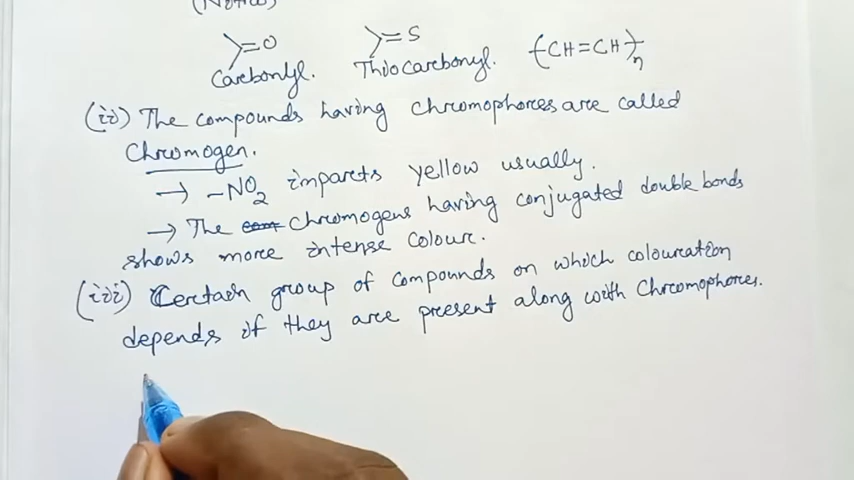 >=O >=S -(CH=CH)-n
Carbonyl. Thiocarbonyl.
(ii) The compounds having Chromophores are called
Chromogen.
→ -NO2 imparts yellow usually.
→ The Chromogens having conjugated double bonds
shows more intense colour.
(iii) Certain group of compounds on which colouration
depends if they are present along with Chromophores.